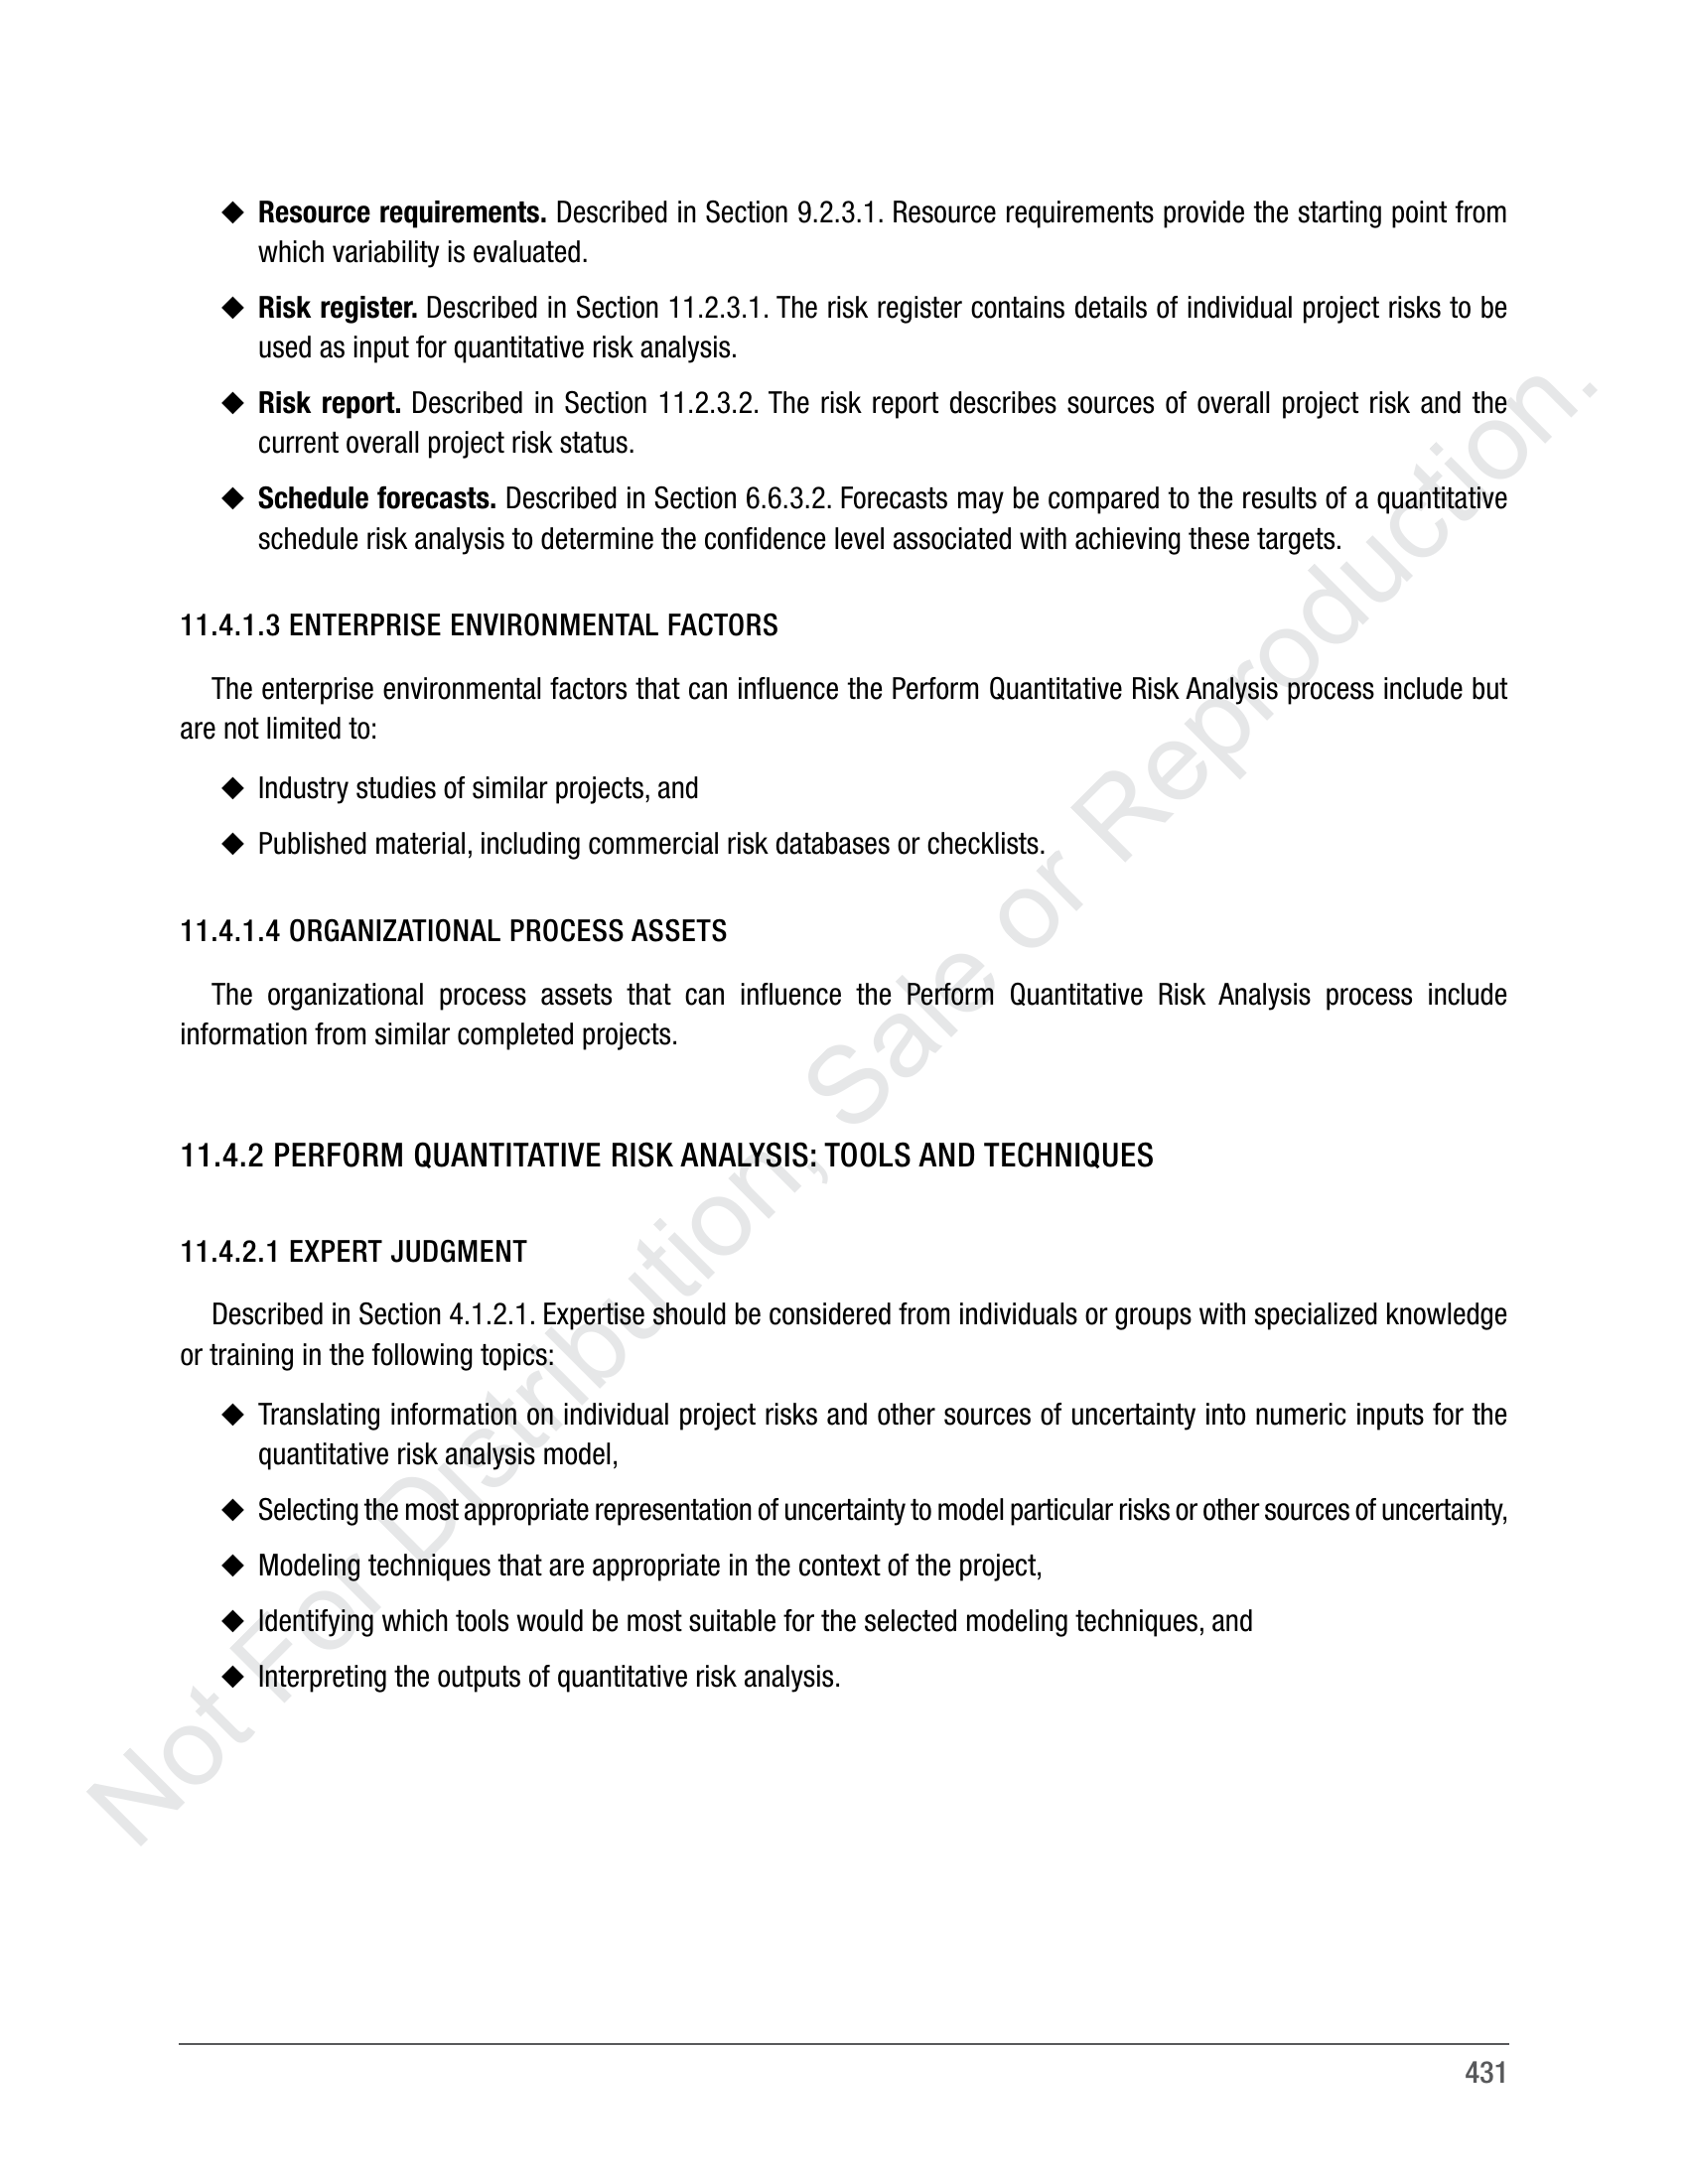 ◆ Resource requirements. Described in Section 9.2.3.1. Resource requirements provide the starting point from
which variability is evaluated.
◆ Risk register. Described in Section 11.2.3.1. The risk register contains details of individual project risks to be
used as input for quantitative risk analysis.
◆ Risk report. Described in Section 11.2.3.2. The risk report describes sources of overall project risk and the
current overall project risk status.
◆ Schedule forecasts. Described in Section 6.6.3.2. Forecasts may be compared to the results of a quantitative
schedule risk analysis to determine the confidence level associated with achieving these targets.
11.4.1.3 ENTERPRISE ENVIRONMENTAL FACTORS
The enterprise environmental factors that can influence the Perform Quantitative Risk Analysis process include but
are not limited to:
◆ Industry studies of similar projects, and
◆ Published material, including commercial risk databases or checklists.
11.4.1.4 ORGANIZATIONAL PROCESS ASSETS
The organizational process assets that can influence the Perform Quantitative Risk Analysis process include
information from similar completed projects.
11.4.2 PERFORM QUANTITATIVE RISK ANALYSIS: TOOLS AND TECHNIQUES
11.4.2.1 EXPERT JUDGMENT
Described in Section 4.1.2.1. Expertise should be considered from individuals or groups with specialized knowledge
or training in the following topics:
◆ Translating information on individual project risks and other sources of uncertainty into numeric inputs for the
quantitative risk analysis model,
◆ Selecting the most appropriate representation of uncertainty to model particular risks or other sources of uncertainty,
◆ Modeling techniques that are appropriate in the context of the project,
◆ Identifying which tools would be most suitable for the selected modeling techniques, and
◆ Interpreting the outputs of quantitative risk analysis.
Not For Distribution, Sale or Reproduction.
431